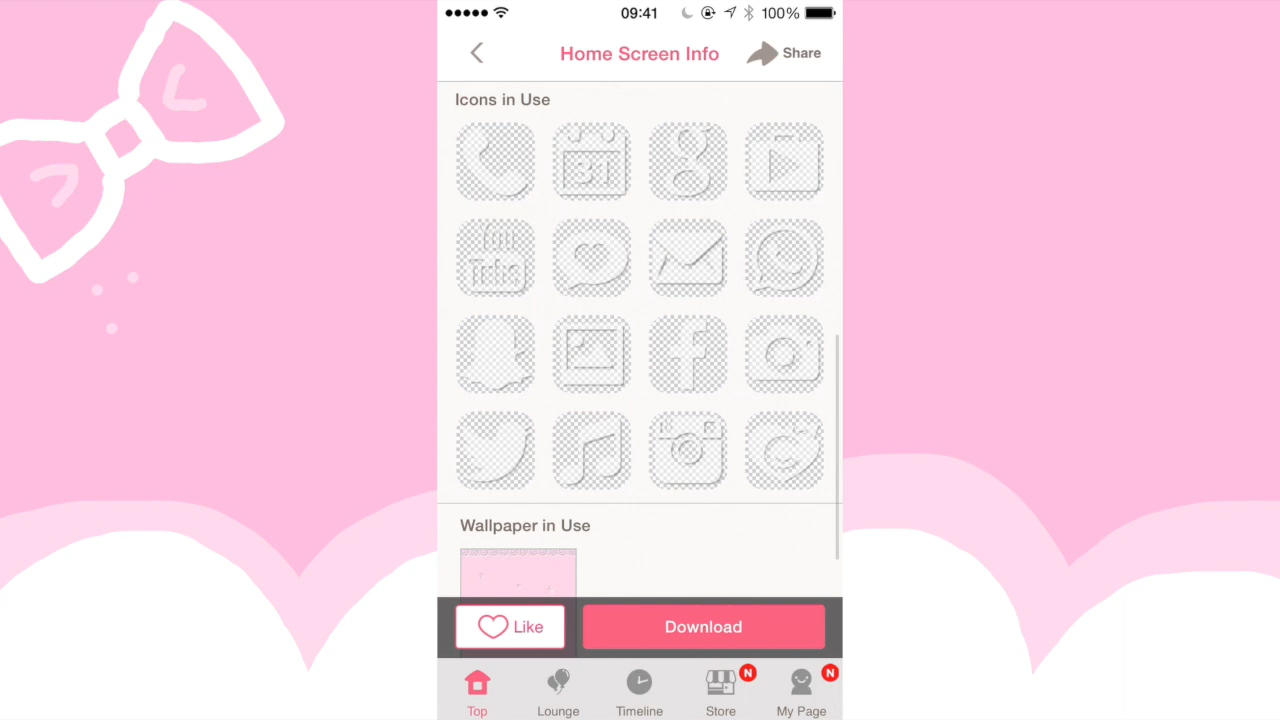 09:41
100%
Home Screen Info
Share
Icons in Use
31
You
Tube
Wallpaper in Use
Like
Download
N
N
Top
Lounge
Timeline
Store
My Page